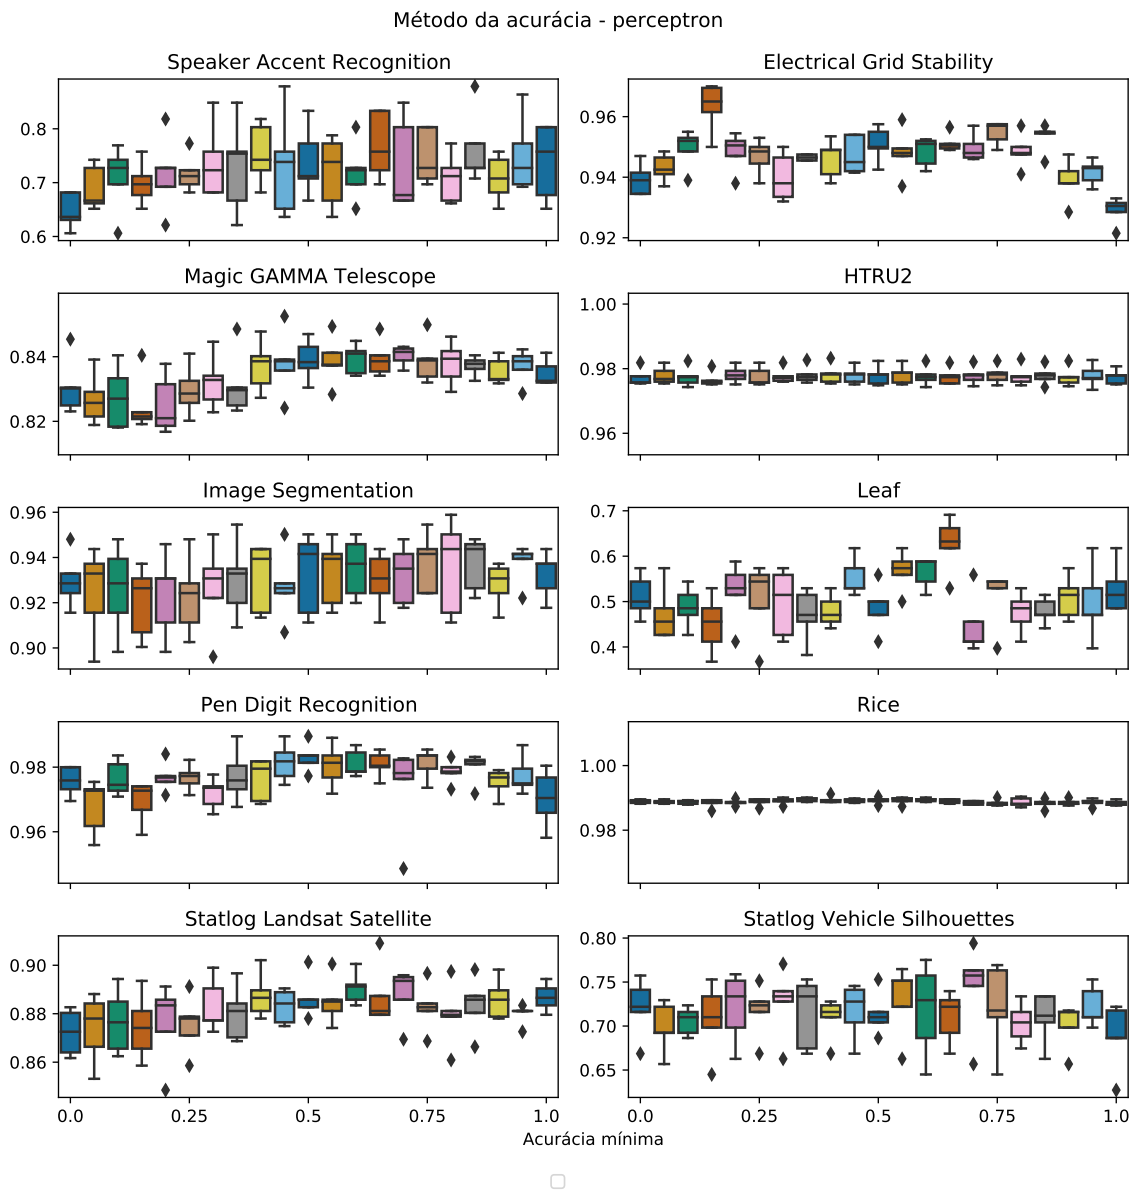 Método da acurácia - perceptron
Speaker Accent Recognition
0.8
0.7
0.6
Electrical Grid Stability
0.96
0.94
0.92
Magic GAMMA Telescope
0.84
0.82
HTRU2
1.00
0.98
0.96
Image Segmentation
0.96
0.94
0.92
0.90
Leaf
0.7
0.6
0.5
0.4
Pen Digit Recognition
0.98
0.96
Rice
1.00
0.98
Statlog Landsat Satellite
0.90
0.88
0.86
0.0 0.25 0.5 0.75 1.0
Statlog Vehicle Silhouettes
0.80
0.75
0.70
0.65
0.0 0.25 0.5 0.75 1.0
Acurácia mínima